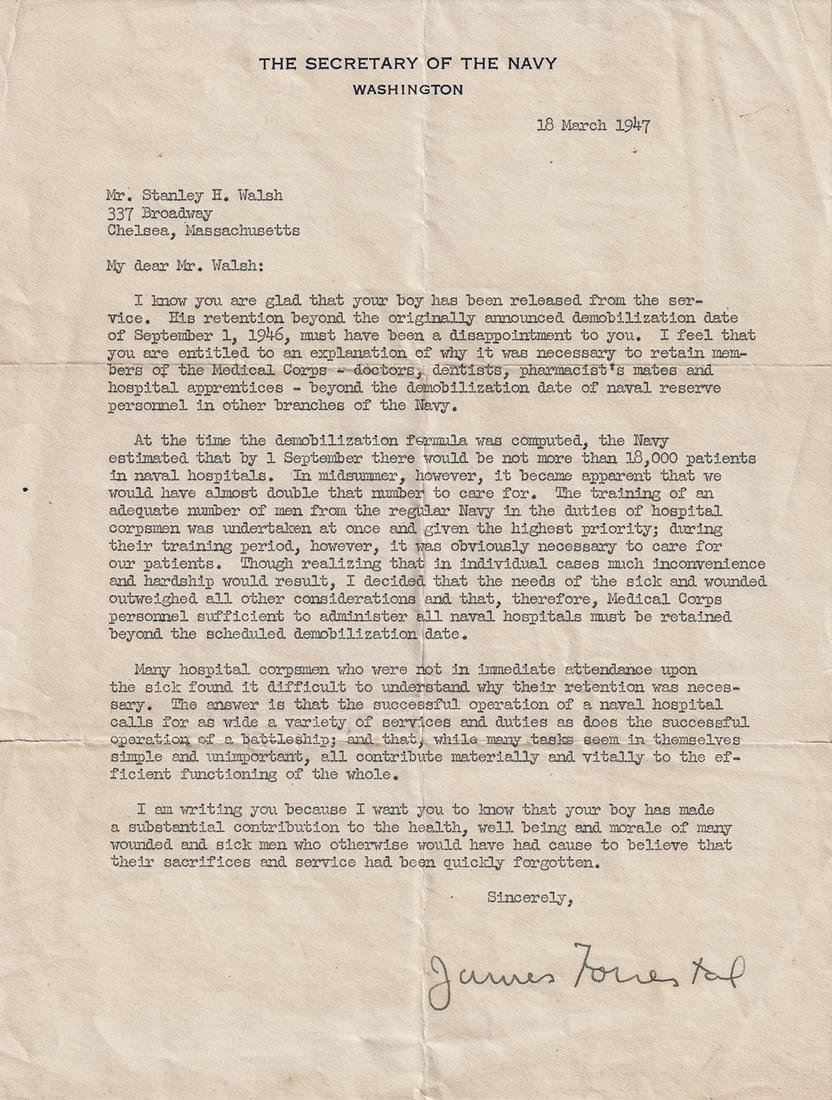 THE SECRETARY OF THE NAVY
WASHINGTON
18 March 1947
Mr. Stanley H. Walsh
337 Broadway
Chelsea, Massachusetts
My dear Mr. Walsh:
I know you are glad that your boy has been released from the ser-
vice. His retention beyond the originally announced demobilization date
of September 1, 1946, must have been a disappointment to you. I feel that
you are entitled to an explanation of why it was necessary to retain mem-
bers of the Medical Corps - doctors, dentists, pharmacist's mates and
hospital apprentices - beyond the demobilization date of naval reserve
personnel in other branches of the Navy.
At the time the demobilization formula was computed, the Navy
estimated that by 1 September there would be not more than 18,000 patients
in naval hospitals. In midsummer, however, it became apparent that we
would have almost double that number to care for. The training of an
adequate number of men from the regular Navy in the duties of hospital
corpsmen was undertaken at once and given the highest priority; during
their training period, however, it was obviously necessary to care for
our patients. Though realizing that in individual cases much inconvenience
and hardship would result, I decided that the needs of the sick and wounded
outweighed all other considerations and that, therefore, Medical Corps
personnel sufficient to administer all naval hospitals must be retained
beyond the scheduled demobilization date.
Many hospital corpsmen who were not in immediate attendance upon
the sick found it difficult to understand why their retention was neces-
sary. The answer is that the successful operation of a naval hospital
calls for as wide a variety of services and duties as does the successful
operation of a battleship; and that, while many tasks seem in themselves
simple and unimportant, all contribute materially and vitally to the ef-
ficient functioning of the whole.
I am writing you because I want you to know that your boy has made
a substantial contribution to the health, well being and morale of many
wounded and sick men who otherwise would have had cause to believe that
their sacrifices and service had been quickly forgotten.
Sincerely,
James Forrestal